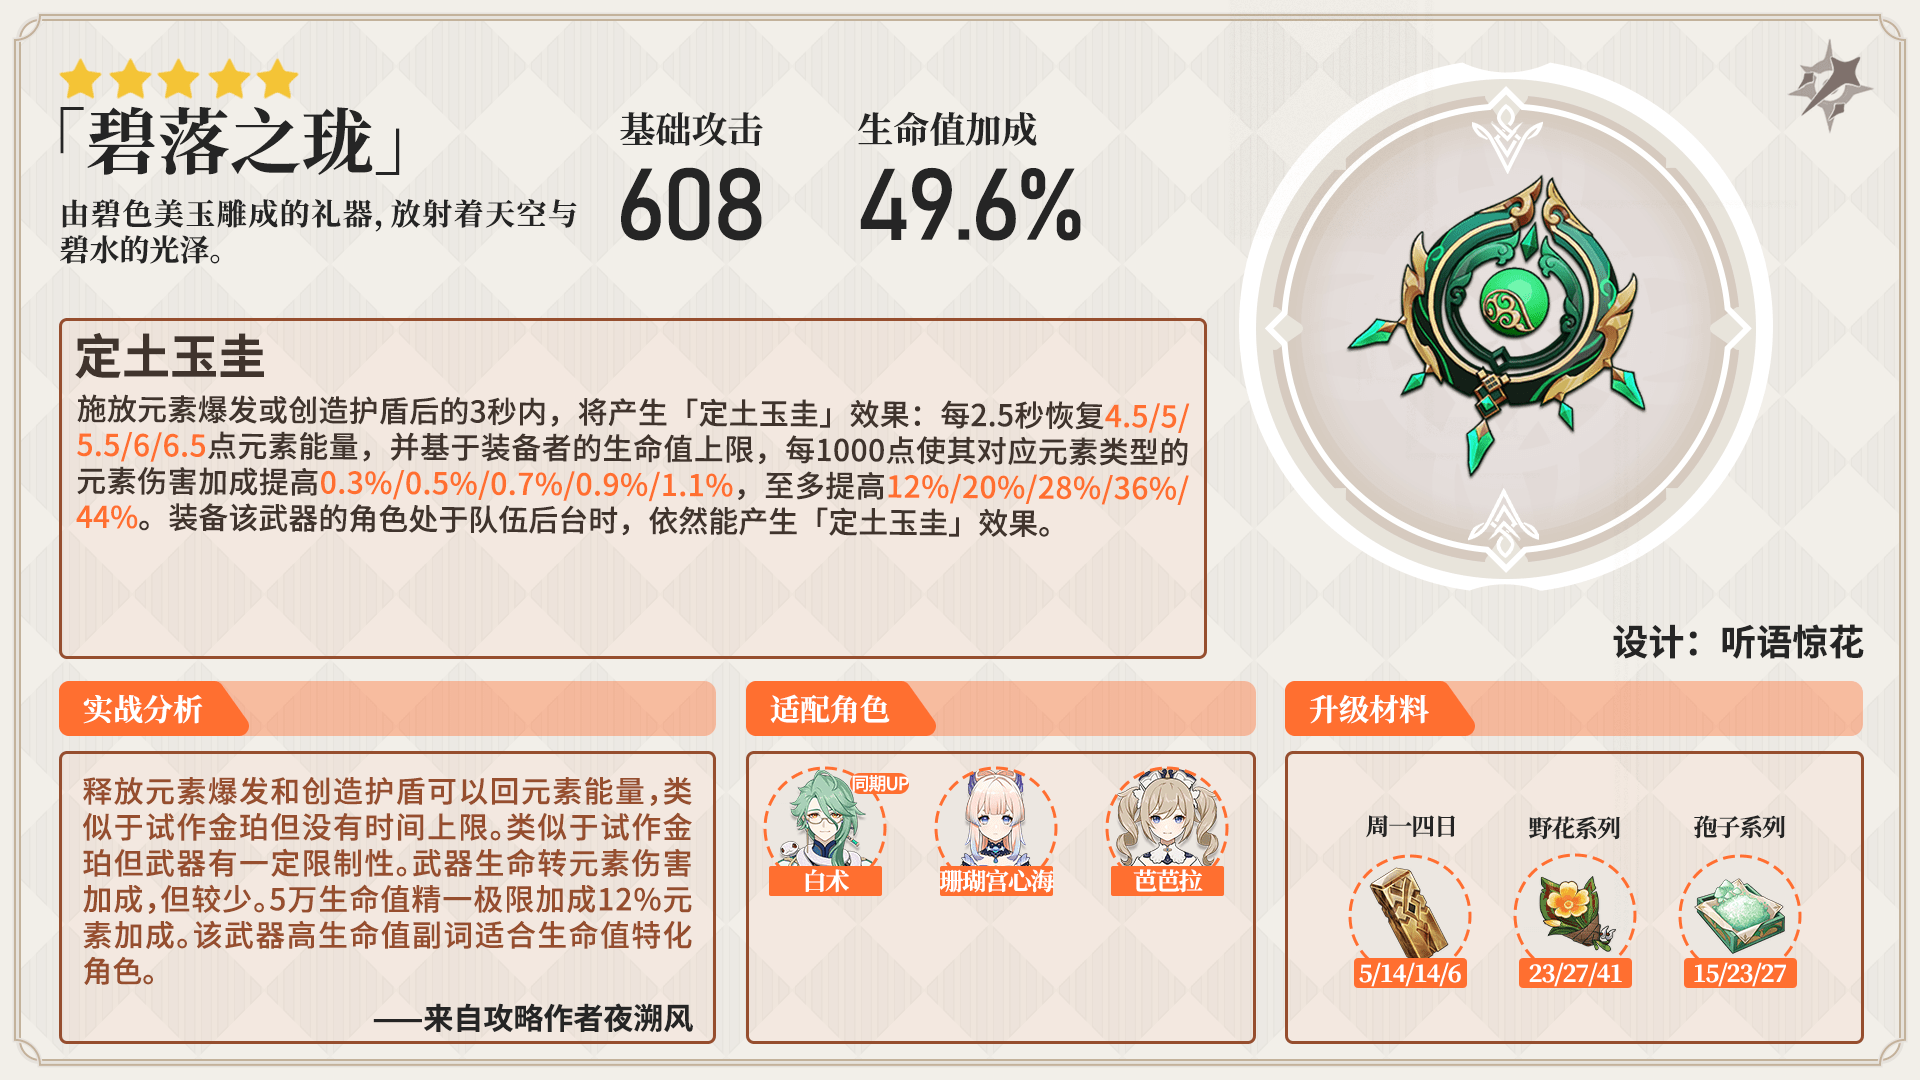 「碧落之珑」
由碧色美玉雕成的礼器, 放射着天空与
碧水的光泽。
基础攻击
608
生命值加成
49.6%
定土玉圭
施放元素爆发或创造护盾后的3秒内，将产生「定土玉圭」效果：每2.5秒恢复4.5/5/
5.5/6/6.5点元素能量，并基于装备者的生命值上限，每1000点使其对应元素类型的
元素伤害加成提高0.3%/0.5%/0.7%/0.9%/1.1%，至多提高12%/20%/28%/36%/
44%。装备该武器的角色处于队伍后台时，依然能产生「定土玉圭」效果。
设计：听语惊花
实战分析
释放元素爆发和创造护盾可以回元素能量，类
似于试作金珀但没有时间上限。类似于试作金
珀但武器有一定限制性。武器生命转元素伤害
加成，但较少。5万生命值精一极限加成12%元
素加成。该武器高生命值副词适合生命值特化
角色。
——来自攻略作者夜溯风
适配角色
同期UP
白术
珊瑚宫心海
芭芭拉
升级材料
周一四日
野花系列
孢子系列
5/14/14/6
23/27/41
15/23/27